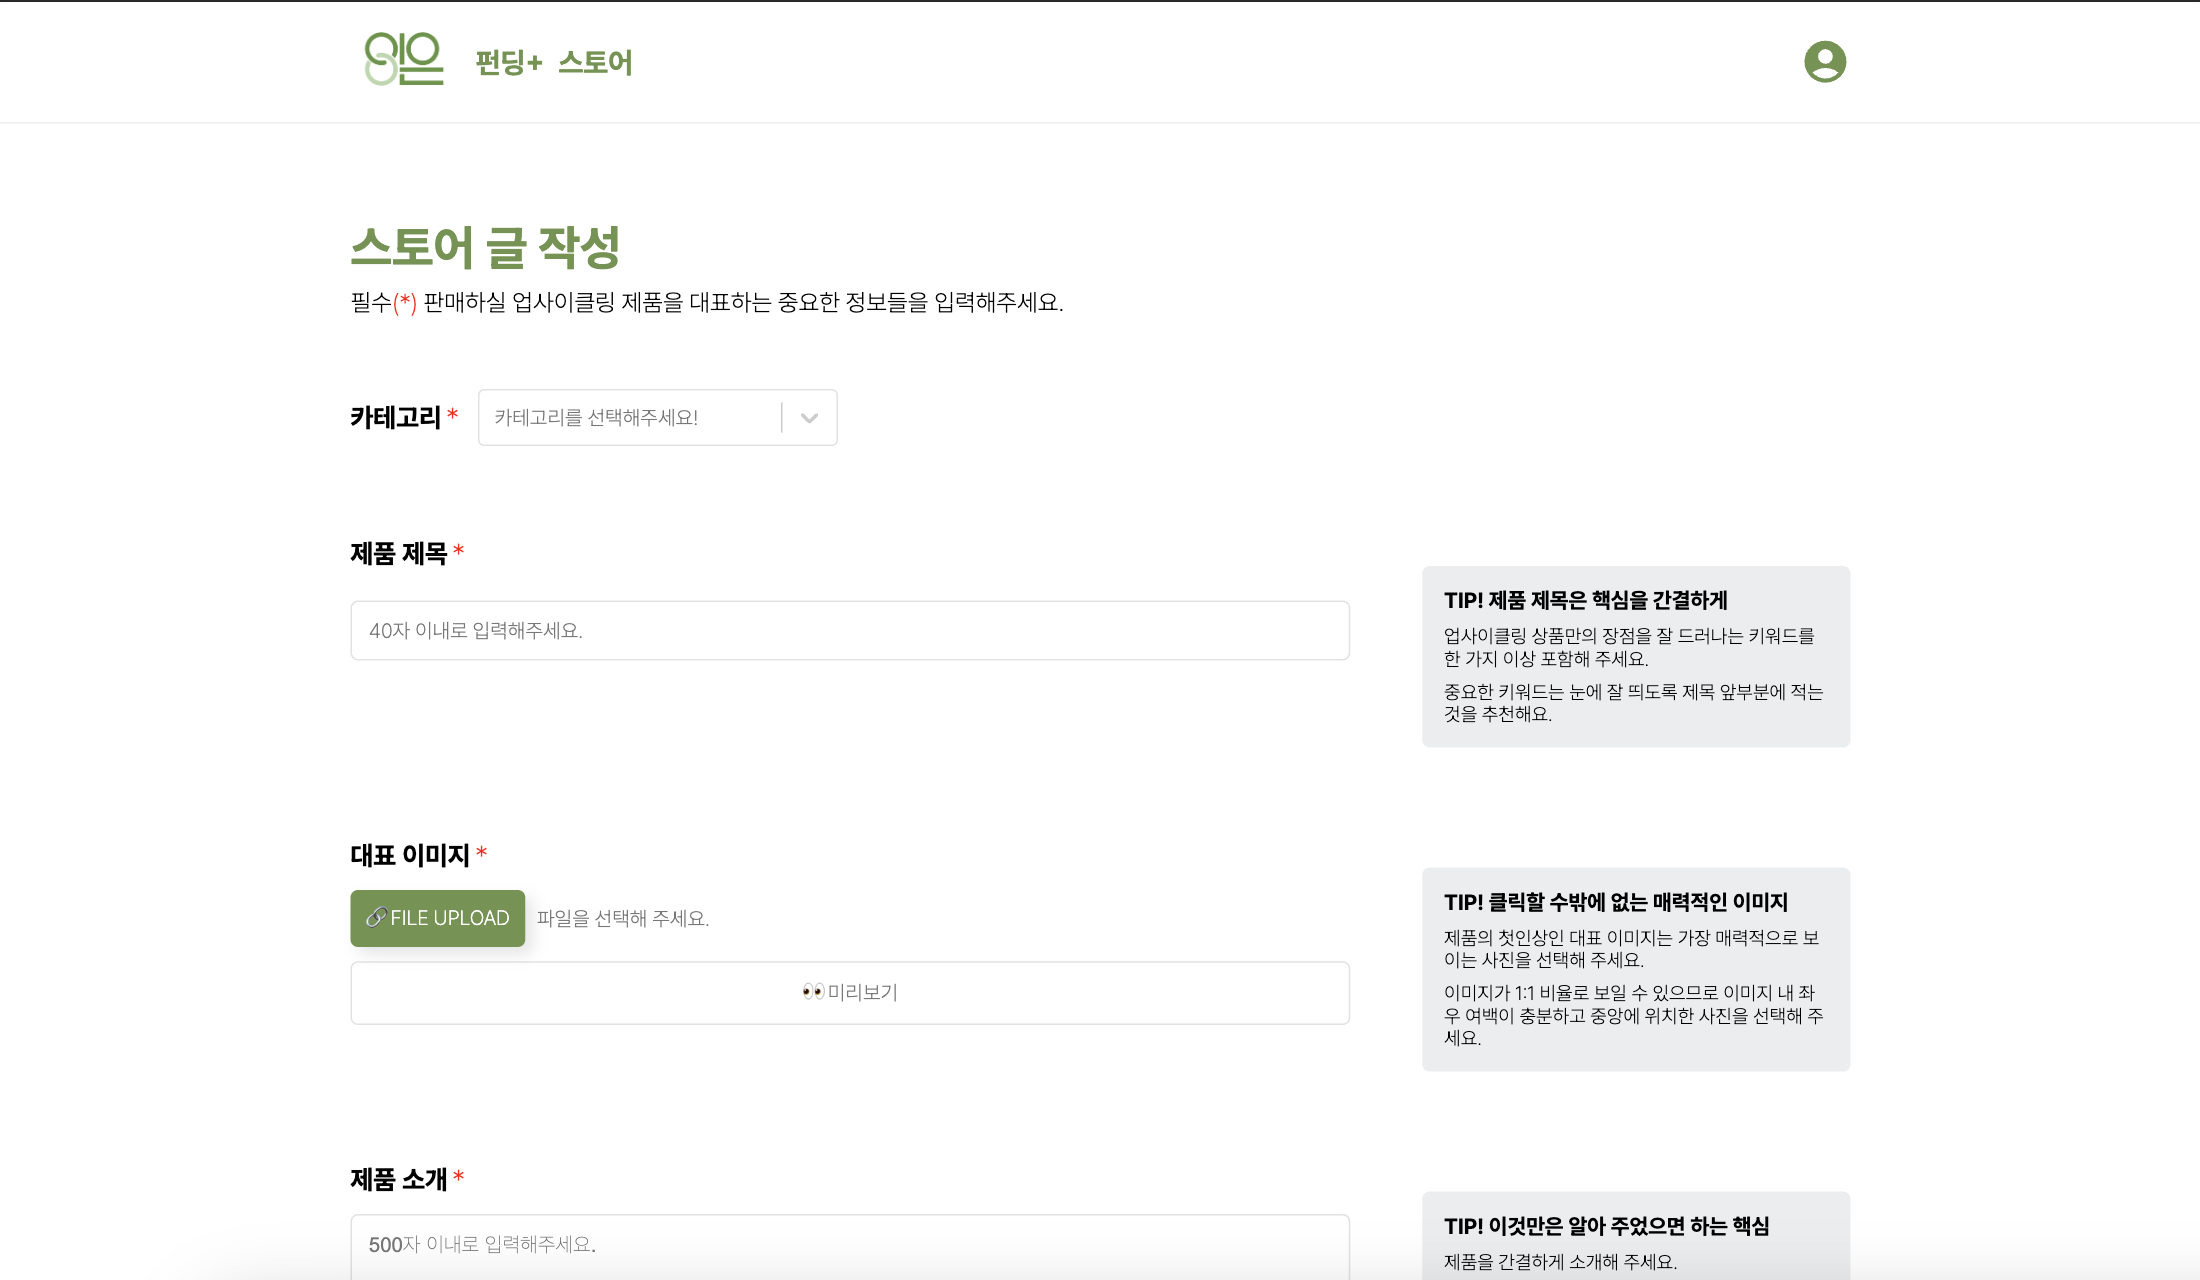 이은
펀딩+ 스토어
스토어 글 작성
필수(*) 판매하실 업사이클링 제품을 대표하는 중요한 정보들을 입력해주세요.
카테고리 *
카테고리를 선택해주세요!
제품 제목 *
40자 이내로 입력해주세요.
TIP! 제품 제목은 핵심을 간결하게
업사이클링 상품만의 장점을 잘 드러나는 키워드를
한 가지 이상 포함해 주세요.
중요한 키워드는 눈에 잘 띄도록 제목 앞부분에 적는
것을 추천해요.
대표 이미지 *
🔗FILE UPLOAD
파일을 선택해 주세요.
👀미리보기
TIP! 클릭할 수밖에 없는 매력적인 이미지
제품의 첫인상인 대표 이미지는 가장 매력적으로 보
이는 사진을 선택해 주세요.
이미지가 1:1 비율로 보일 수 있으므로 이미지 내 좌
우 여백이 충분하고 중앙에 위치한 사진을 선택해 주
세요.
제품 소개 *
500자 이내로 입력해주세요.
TIP! 이것만은 알아 주었으면 하는 핵심
제품을 간결하게 소개해 주세요.